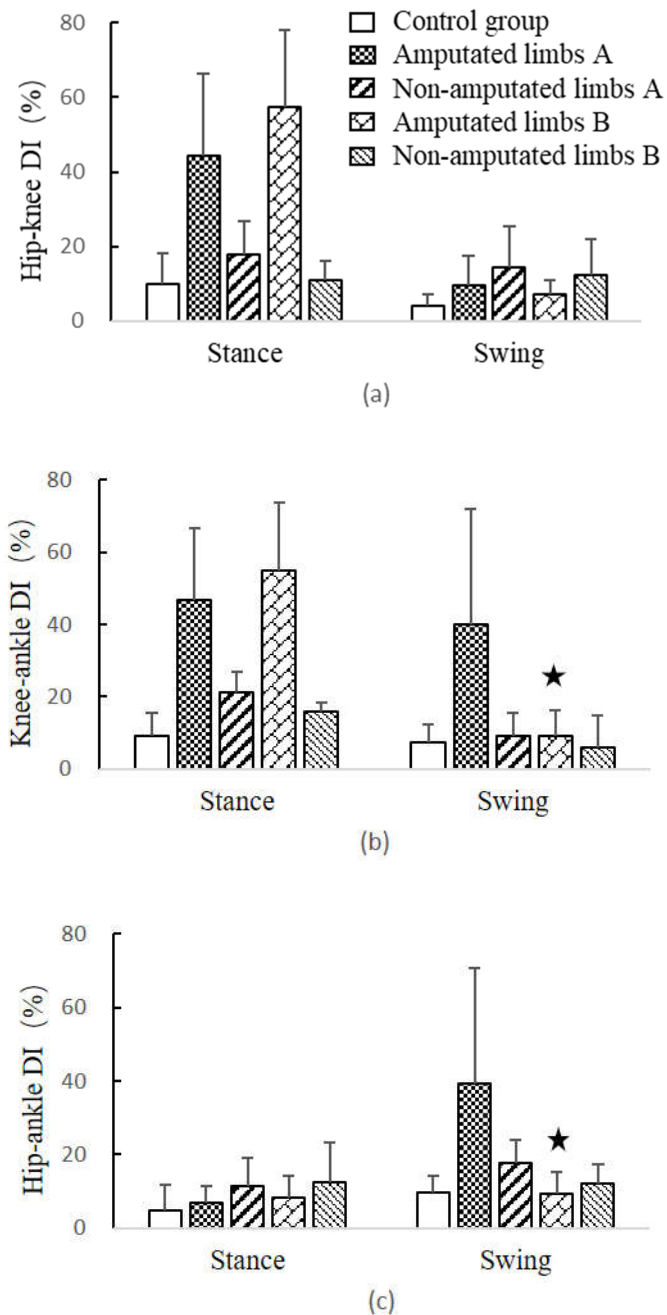 80
60
40
20
0
Hip-knee DI (%)
Control group
Amputated limbs A
Non-amputated limbs A
Amputated limbs B
Non-amputated limbs B
Stance Swing
(a)
80
60
40
20
0
Knee-ankle DI (%)
Stance Swing
(b)
80
60
40
20
0
Hip-ankle DI (%)
Stance Swing
(c)